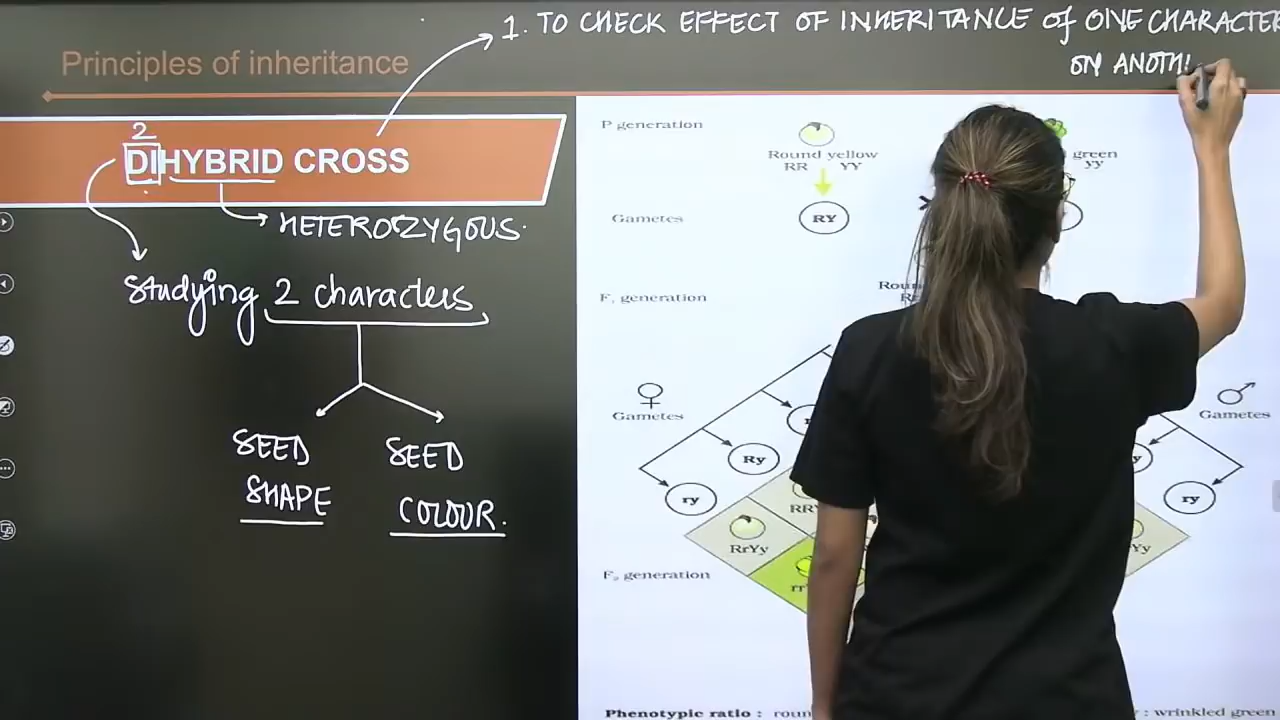 1. TO CHECK EFFECT OF INHERITANCE of ONE CHARACTER
ON ANOTH
Principles of inheritance
2
DIHYBRID CROSS
HETEROZYGOUS.
Studying 2 characters
SEED SHAPE
SEED COLOUR.
P generation
Round yellow
RR YY
green
yy
Gametes
RY
F₁ generation
Roun
♀
Gametes
♂
Gametes
Ry
ry
ry
RrYy
F₂ generation
Phenotypic ratio : roun
: wrinkled green